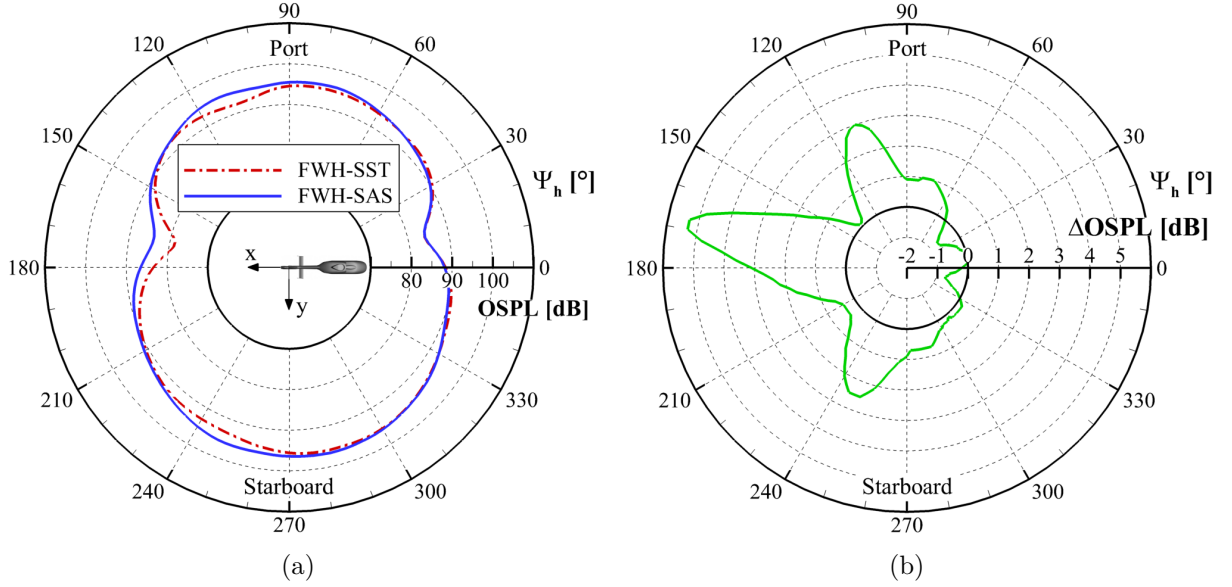 90
120
60
Port
150
30
FWH-SST
FWH-SAS
Ψh [°]
x
180
80
90
100
0
OSPL [dB]
y
210
330
240
Starboard
300
270
(a)
90
120
60
Port
150
30
Ψh [°]
ΔOSPL [dB]
180
-2 -1 0 1 2 3 4 5
0
210
330
240
Starboard
300
270
(b)